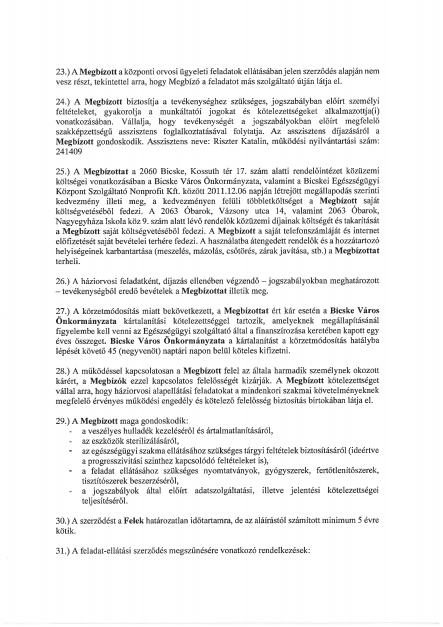 23.) A Megbízott a központi orvosi ügyeleti feladatok ellátásában jelen szerződés alapján nem
vesz részt, tekintettel arra, hogy Megbízó a feladatot más szolgáltató útján látja el.
24.) A Megbízott biztosítja a tevékenységhez szükséges, jogszabályban előírt személyi
feltételeket, gyakorolja a munkáltatói jogokat és kötelezettségeket alkalmazottja(i)
vonatkozásában. Vállalja, hogy tevékenységét a jogszabályokban előírt megfelelő
szakképzettségű asszisztens foglalkoztatásával folytatja. Az asszisztens díjazásáról a
Megbízott gondoskodik. Asszisztens neve: Riszter Katalin, működési nyilvántartási szám:
241409
25.) A Megbízottat a 2060 Bicske, Kossuth tér 17. szám alatti rendelőintézet közüzemi
költségei vonatkozásában a Bicske Város Önkormányzata, valamint a Bicskei Egészségügyi
Központ Szolgáltató Nonprofit Kft. között 2011.12.06 napján létrejött megállapodás szerinti
kedvezmény illeti meg, a kedvezményen felüli többletköltséget a Megbízott saját
költségvetéséből fedezi. A 2063 Óbarok, Vázsony utca 14, valamint 2063 Óbarok,
Nagyegyháza Iskola köz 9. szám alatt lévő rendelők közüzemi díjainak költségét és takarítását
a Megbízott saját költségvetéséből fedezi. A Megbízott a saját telefonszámláját és internet
előfizetését saját bevételei terhére fedezi. A használatba átengedett rendelők és a hozzátartozó
helyiségeinek karbantartása (meszelés, mázolás, csőtörés, zárak javítása, stb.) a Megbízottat
terheli.
26.) A háziorvosi feladatként, díjazás ellenében végzendő – jogszabályokban meghatározott
– tevékenységből eredő bevételek a Megbízottat illetik meg.
27.) A körzetmódosítás miatt bekövetkezett, a Megbízottat ért kár esetén a Bicske Város
Önkormányzata kártalanítási kötelezettséggel tartozik, amelyeknek megállapításánál
figyelembe kell venni az Egészségügyi szolgáltató által a finanszírozása keretében kapott egy
éves összeget. Bicske Város Önkormányzata a kártalanítást a körzetmódosítás hatályba
lépését követő 45 (negyvenöt) naptári napon belül köteles kifizetni.
28.) A működéssel kapcsolatosan a Megbízott felel az általa harmadik személynek okozott
kárért, a Megbízók ezzel kapcsolatos felelősségét kizárják. A Megbízott kötelezettséget
vállal arra, hogy háziorvosi alapellátási feladatokat a mindenkori szakmai követelményeknek
megfelelő érvényes működési engedély és kötelező felelősség biztosítás birtokában látja el.
29.) A Megbízott maga gondoskodik:
- a veszélyes hulladék kezeléséről és ártalmatlanításáról,
- az eszközök sterilizálásáról,
- az egészségügyi szakma ellátásához szükséges tárgyi feltételek biztosításáról (ideértve
a progresszivitási szinthez kapcsolódó feltételeket is),
- a feladat ellátásához szükséges nyomtatványok, gyógyszerek, fertőtlenítőszerek,
tisztítószerek beszerzéséről,
- a jogszabályok által előírt adatszolgáltatási, illetve jelentési kötelezettségei
teljesítéséről.
30.) A szerződést a Felek határozatlan időtartamra, de az aláírástól számított minimum 5 évre
kötik.
31.) A feladat-ellátási szerződés megszűnésére vonatkozó rendelkezések: